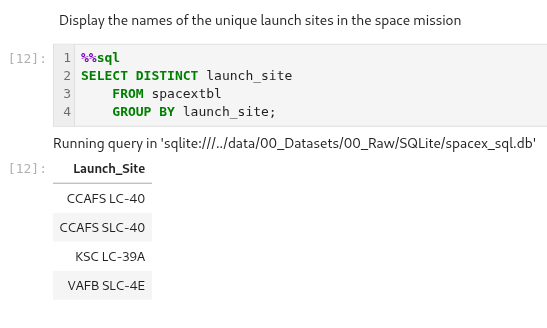 Display the names of the unique launch sites in the space mission
[12]: 1 %%sql
2 SELECT DISTINCT launch_site
3 FROM spacextbl
4 GROUP BY launch_site;
Running query in 'sqlite:///../data/00_Datasets/00_Raw/SQLite/spacex_sql.db'
[12]: Launch_Site
CCAFS LC-40
CCAFS SLC-40
KSC LC-39A
VAFB SLC-4E